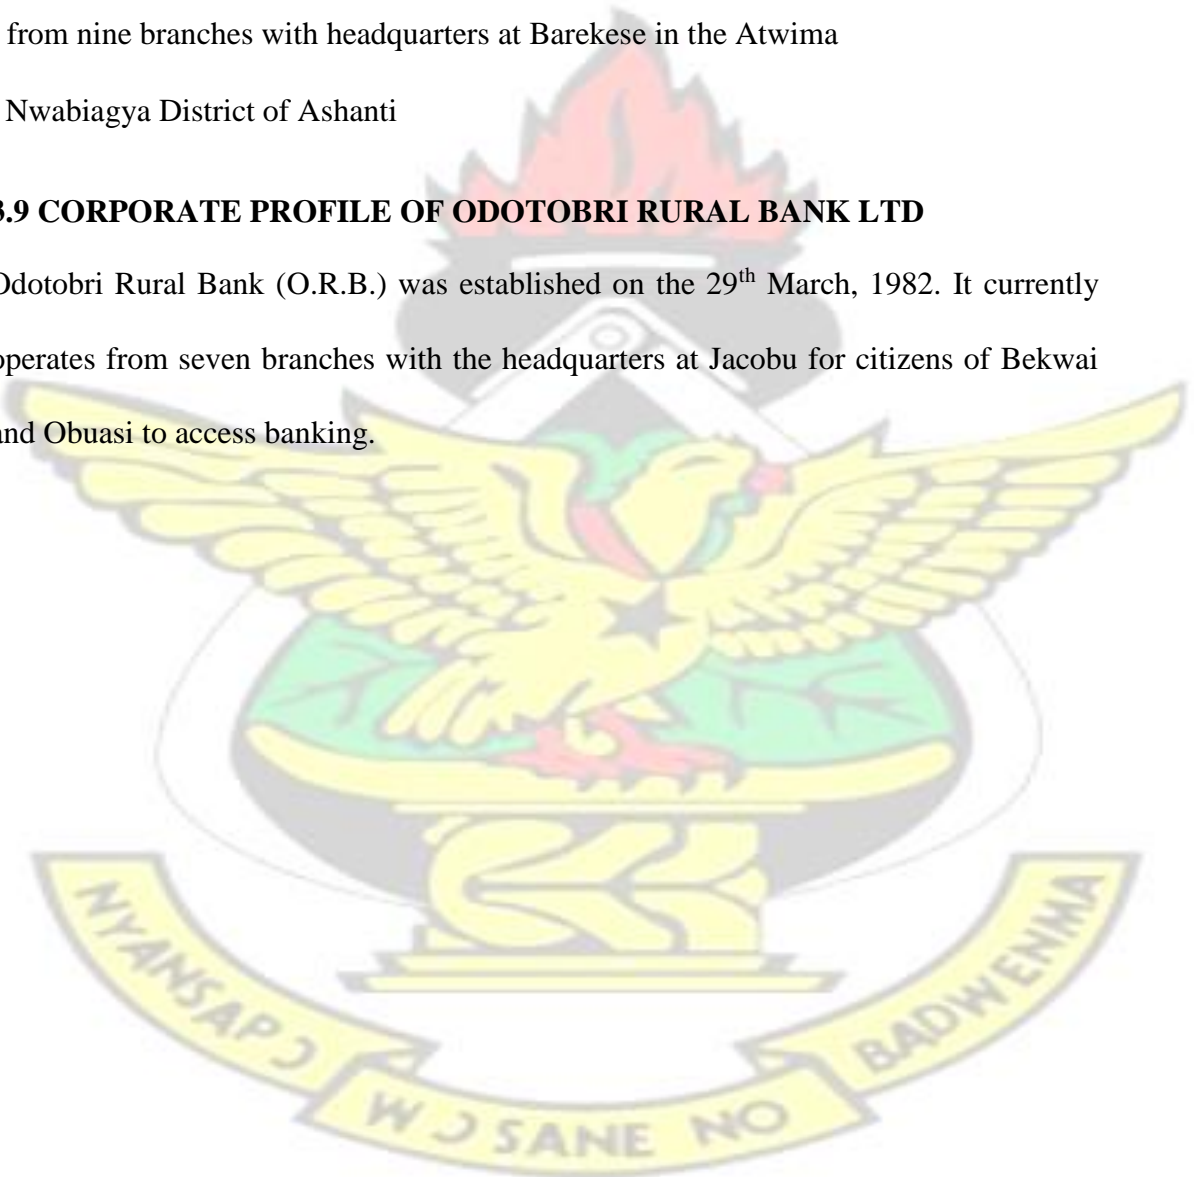 from nine branches with headquarters at Barekese in the Atwima
Nwabiagya District of Ashanti
3.9 CORPORATE PROFILE OF ODOTOBRI RURAL BANK LTD
Odotobri Rural Bank (O.R.B.) was established on the 29th March, 1982. It currently
operates from seven branches with the headquarters at Jacobu for citizens of Bekwai
and Obuasi to access banking.
NYANSAPƆ
WƆSANE NO
BADWENMA